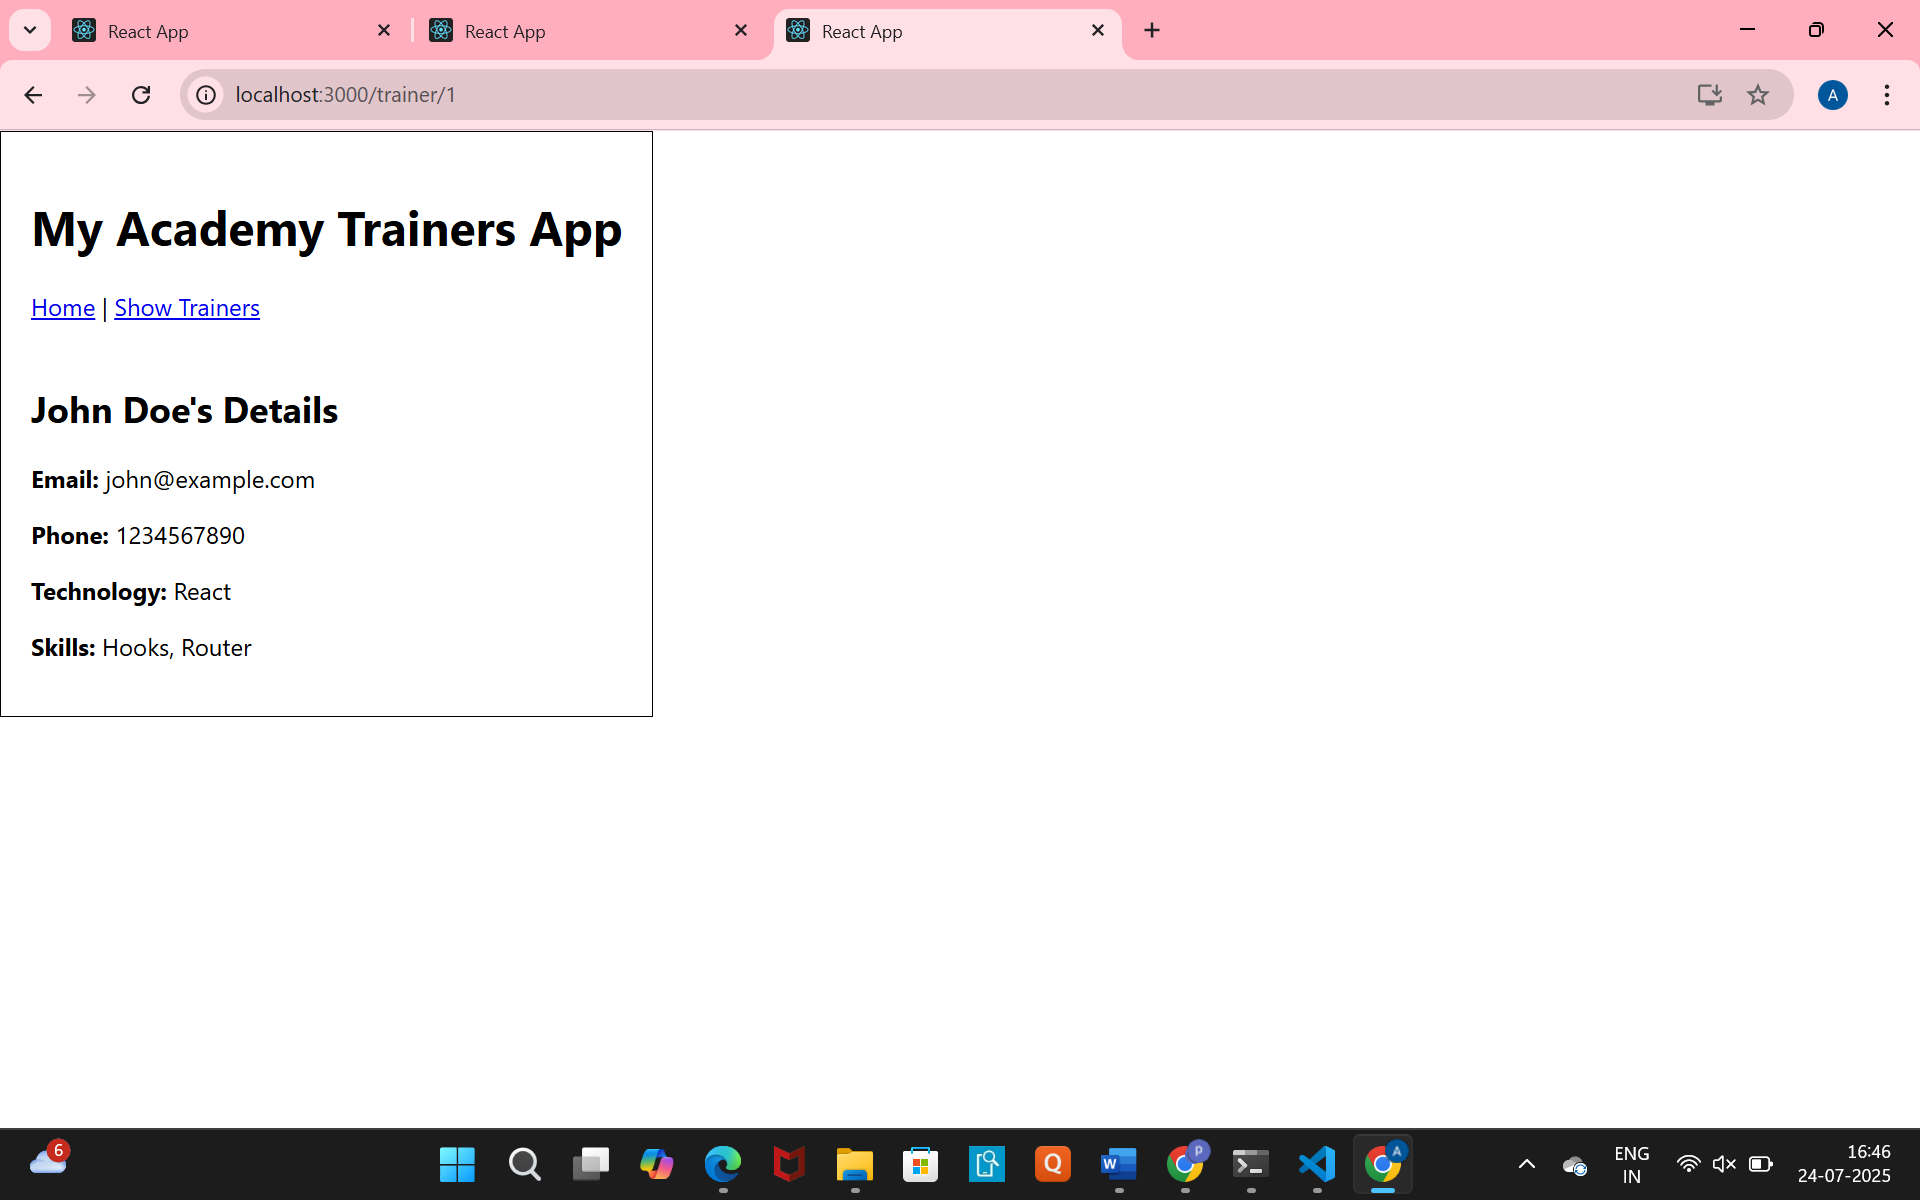 React App
React App
React App
localhost:3000/trainer/1
A
My Academy Trainers App
Home | Show Trainers
John Doe's Details
Email: john@example.com
Phone: 1234567890
Technology: React
Skills: Hooks, Router
6
Q
W
P
A
ENG
IN
16:46
24-07-2025